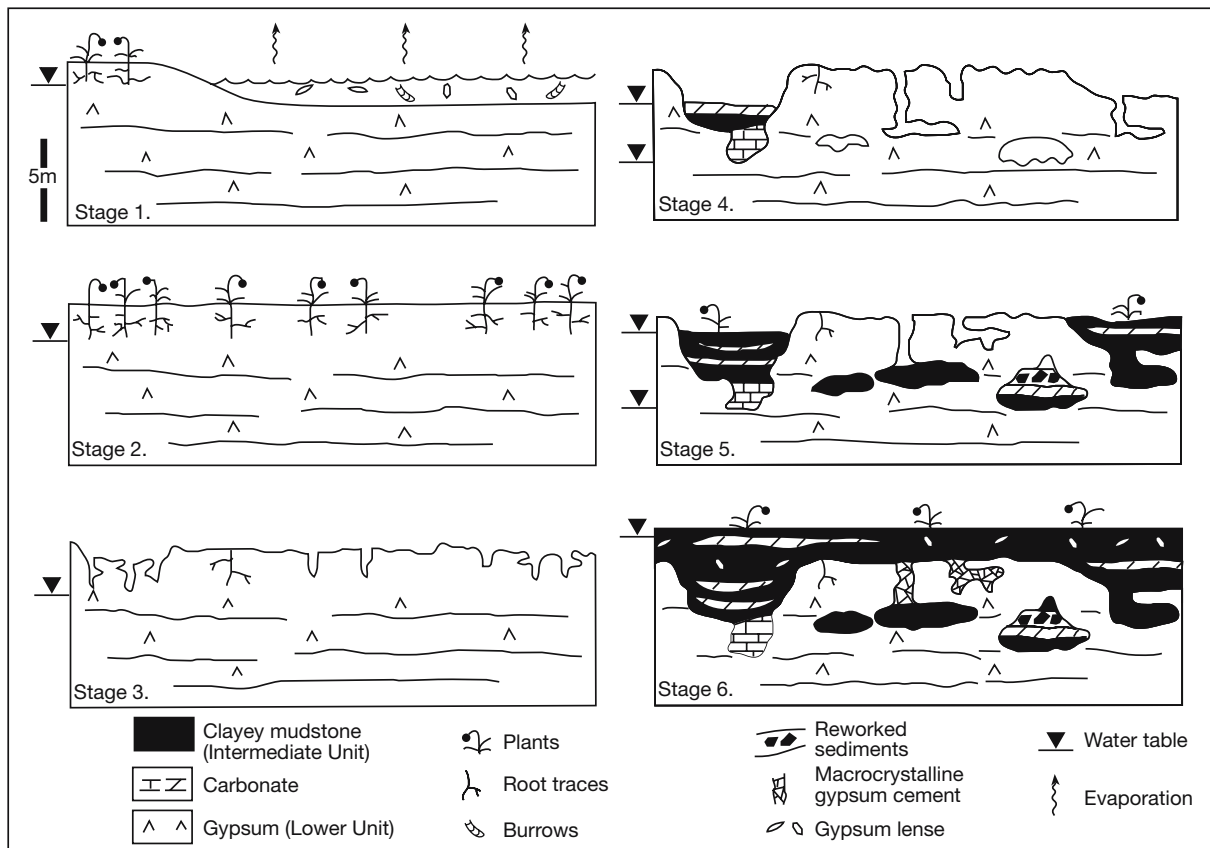 5m
Stage 1.
Stage 2.
Stage 3.
Stage 4.
Stage 5.
Stage 6.
Clayey mudstone
(Intermediate Unit)
Carbonate
Gypsum (Lower Unit)
Plants
Root traces
Burrows
Reworked
sediments
Macrocrystalline
gypsum cement
Gypsum lense
Water table
Evaporation